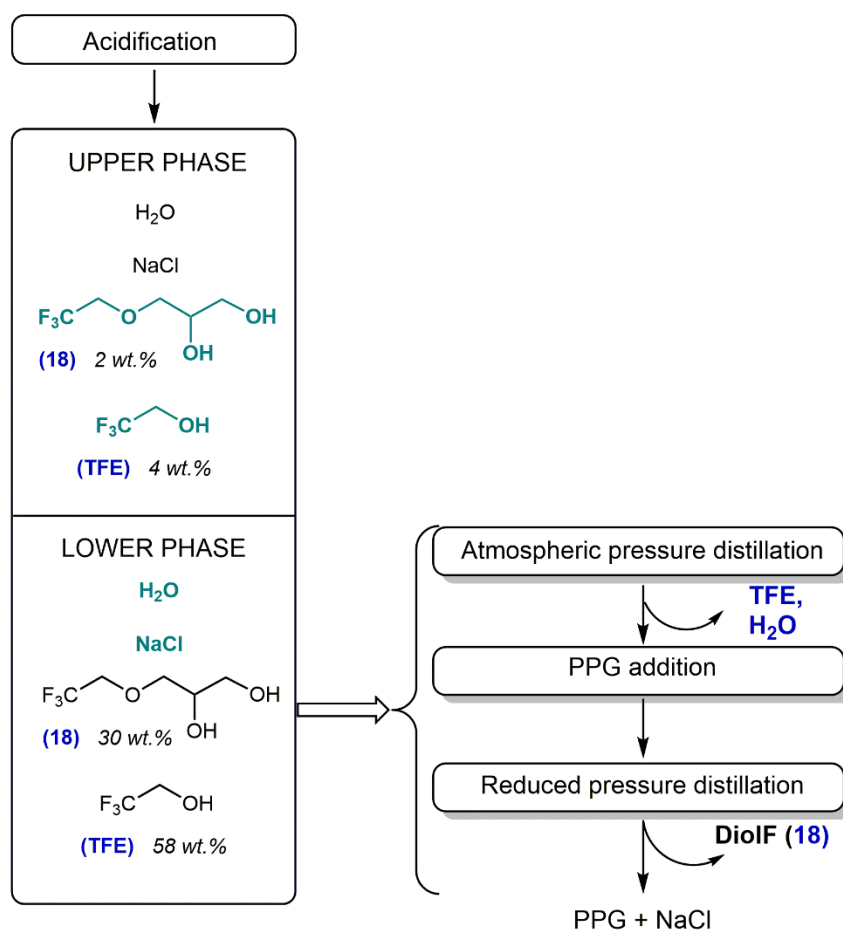 Acidification
UPPER PHASE
H₂O
NaCl
F₃C
O
OH
OH
(18) 2 wt.%
F₃C
OH
(TFE) 4 wt.%
LOWER PHASE
H₂O
NaCl
F₃C
O
OH
OH
(18) 30 wt.%
F₃C
OH
(TFE) 58 wt.%
Atmospheric pressure distillation
TFE,
H₂O
PPG addition
Reduced pressure distillation
DiolF (18)
PPG + NaCl